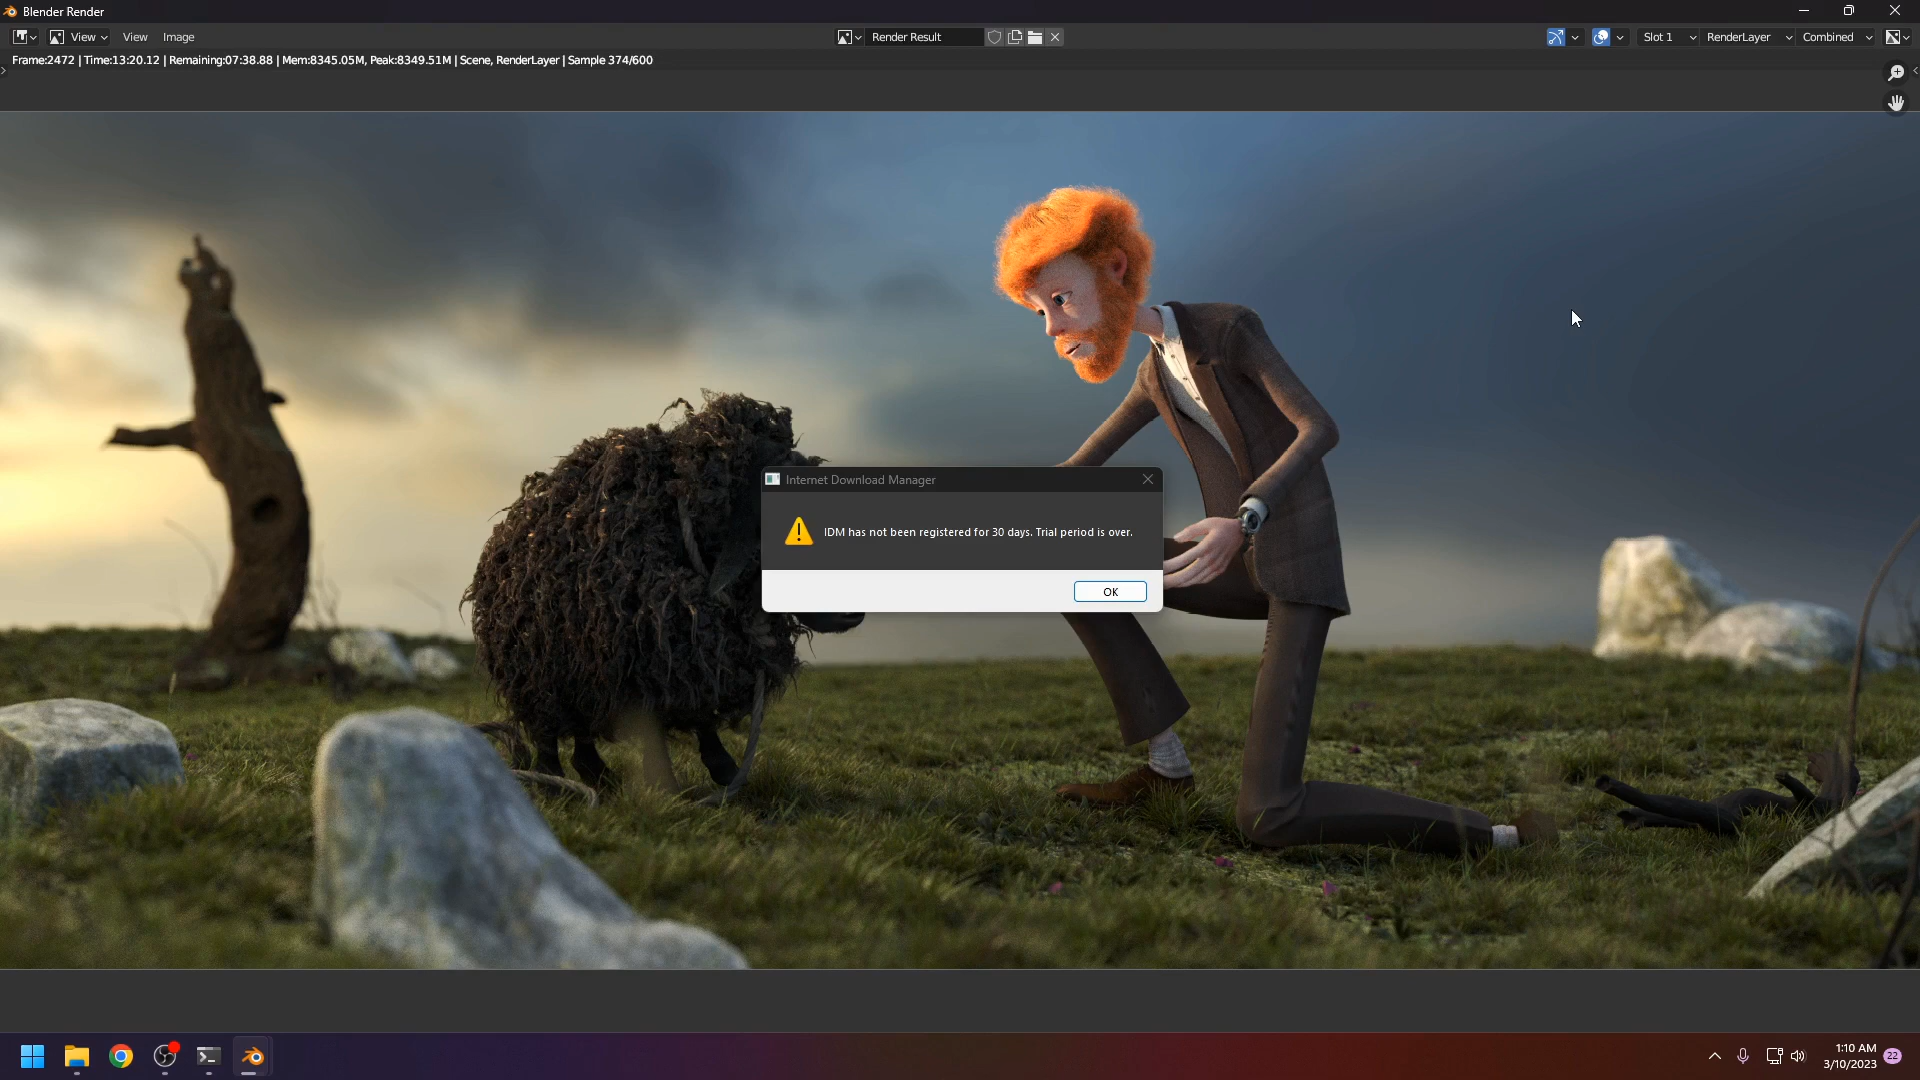 Blender Render
View View Image Render Result Slot 1 RenderLayer Combined
Frame:2472 | Time:13:20.12 | Remaining:07:38.88 | Mem:8345.05M, Peak:8349.51M | Scene, RenderLayer | Sample 374/600
Internet Download Manager
IDM has not been registered for 30 days. Trial period is over.
OK
1:10 AM
3/10/2023 22